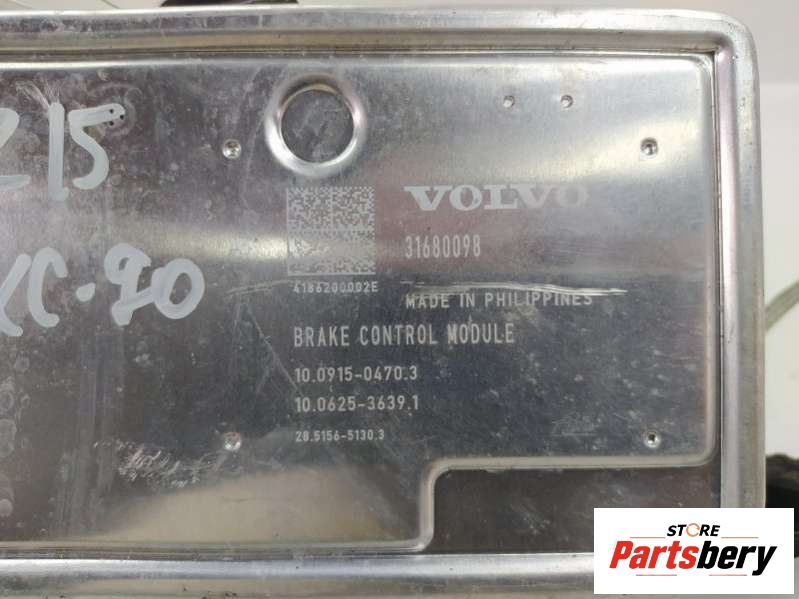 215
XC-90
VOLVO
31680098
4186200002E
MADE IN PHILIPPINES
BRAKE CONTROL MODULE
10.0915-0470.3
10.0625-3639.1
28.5156-5130.3
STORE
Partsbery